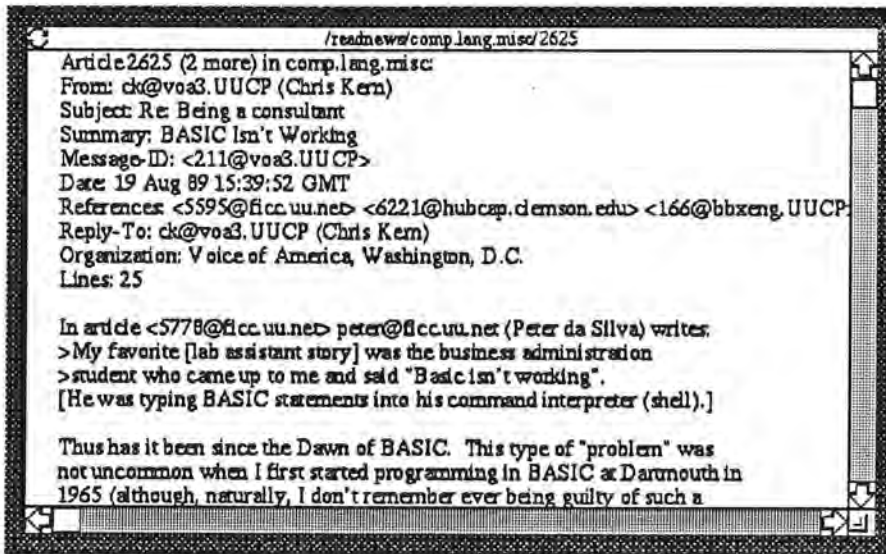 /readnews/comp.lang.misc/2625
Article 2625 (2 more) in comp.lang.misc:
From: ck@voa3.UUCP (Chris Kern)
Subject: Re: Being a consultant
Summary: BASIC Isn't Working
Message-ID: <211@voa3.UUCP>
Date: 19 Aug 89 15:39:52 GMT
References: <5595@ficc.uu.net> <6221@hubcap.clemson.edu> <166@bbxeng.UUCP>
Reply-To: ck@voa3.UUCP (Chris Kern)
Organization: Voice of America, Washington, D.C.
Lines: 25
In article <5778@ficc.uu.net> peter@ficc.uu.net (Peter da Silva) writes:
>My favorite [lab assistant story] was the business administration
>student who came up to me and said "Basic isn't working".
[He was typing BASIC statements into his command interpreter (shell).]
Thus has it been since the Dawn of BASIC. This type of "problem" was
not uncommon when I first started programming in BASIC at Dartmouth in
1965 (although, naturally, I don't remember ever being guilty of such a